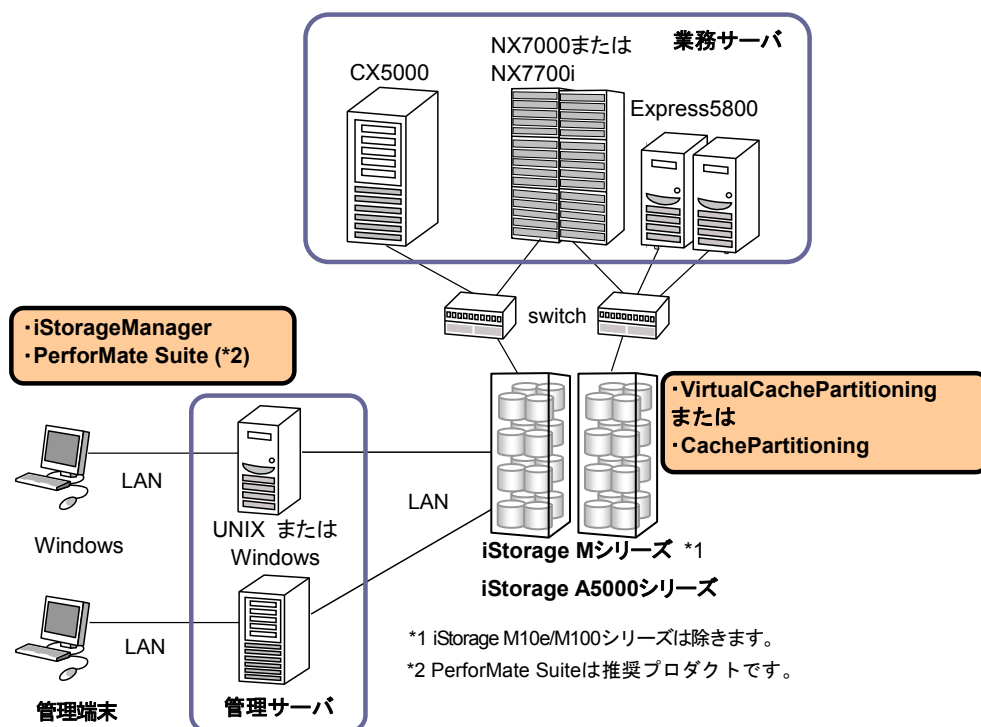 業務サーバ
NX7000または
NX7700i
CX5000
Express5800
switch
・iStorageManager
・PerforMate Suite (*2)
・VirtualCachePartitioning
または
・CachePartitioning
LAN
LAN
UNIX または
Windows
Windows
iStorage Mシリーズ *1
iStorage A5000シリーズ
LAN
*1 iStorage M10e/M100シリーズは除きます。
*2 PerforMate Suiteは推奨プロダクトです。
管理端末
管理サーバ